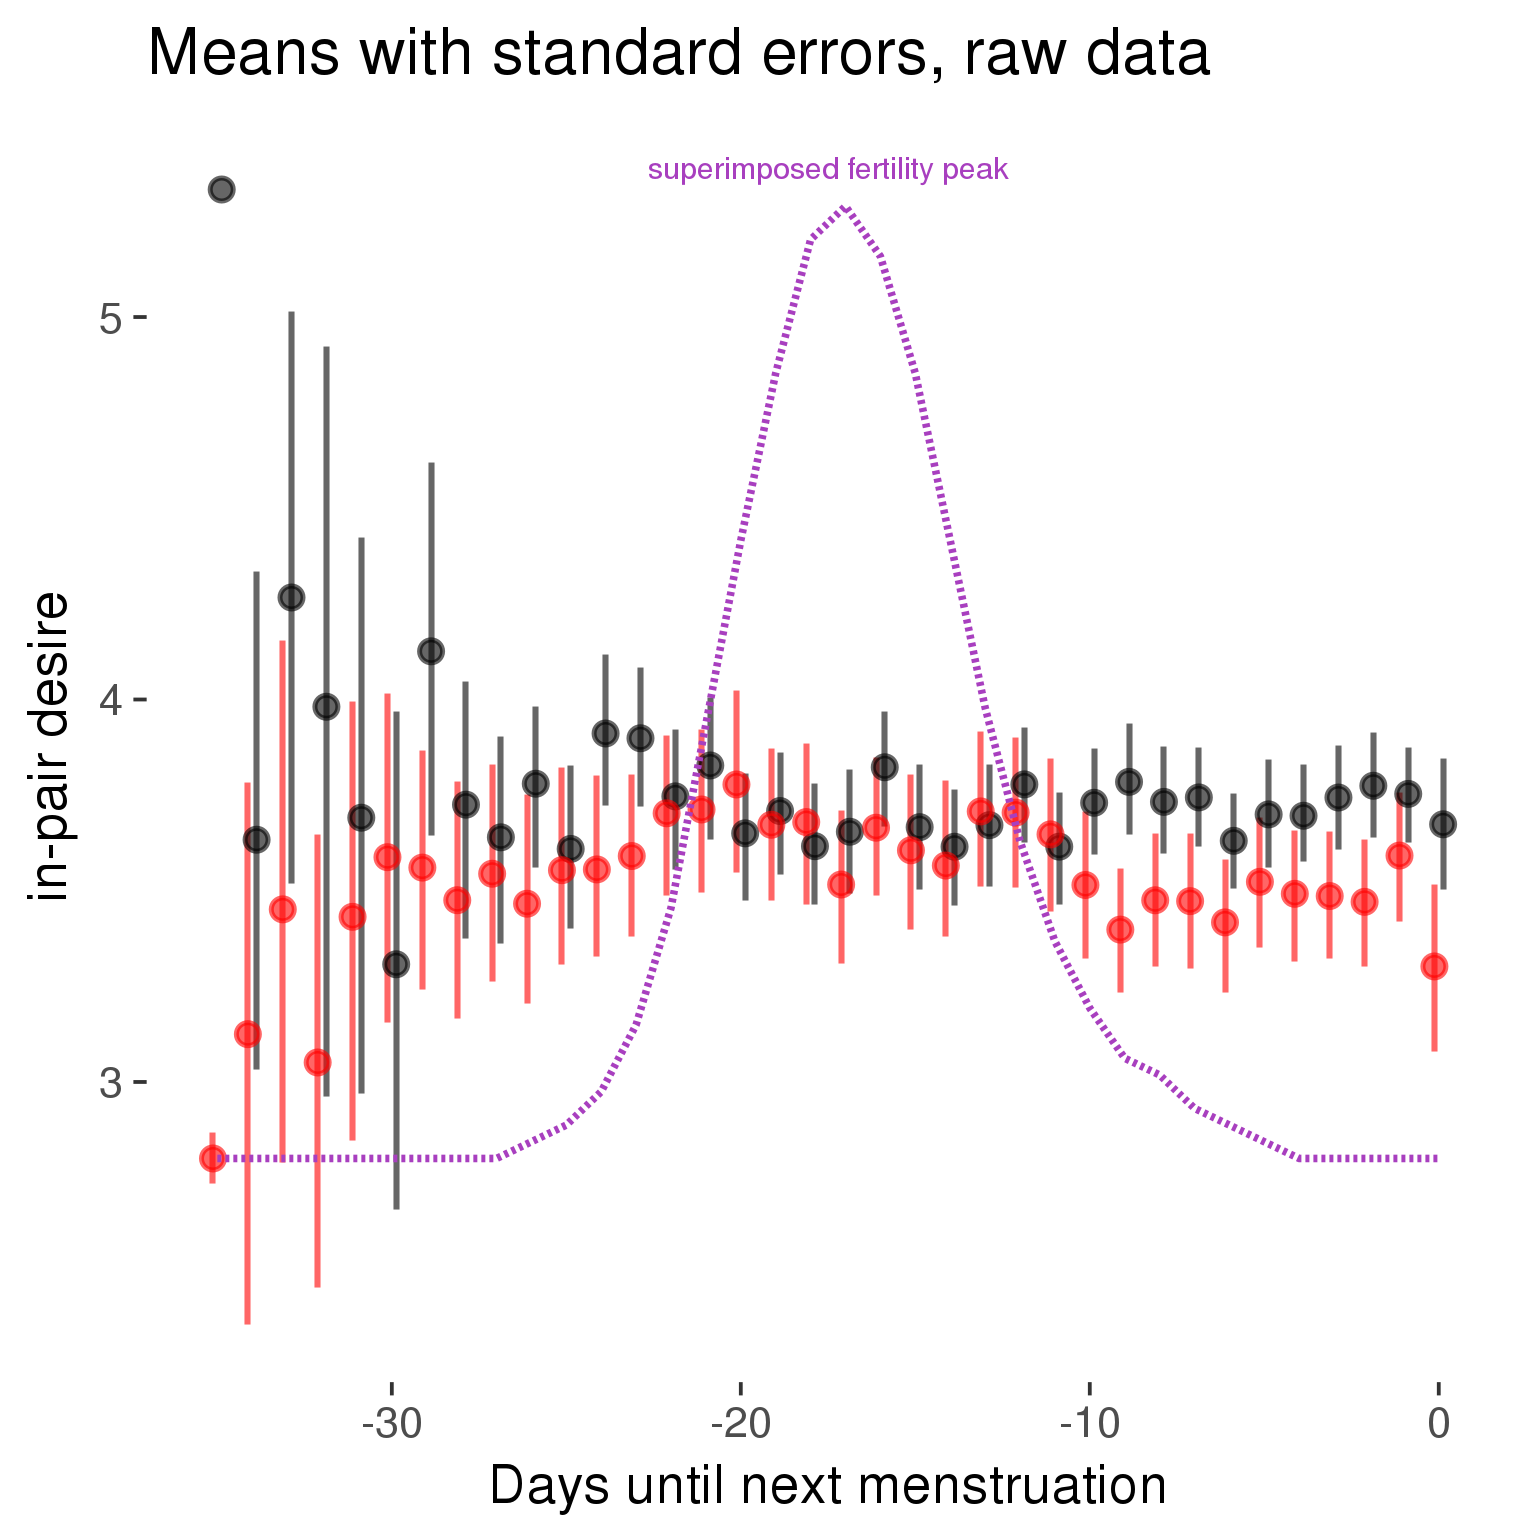 Means with standard errors, raw data
superimposed fertility peak
5
4
3
in-pair desire
-30
-20
-10
0
Days until next menstruation